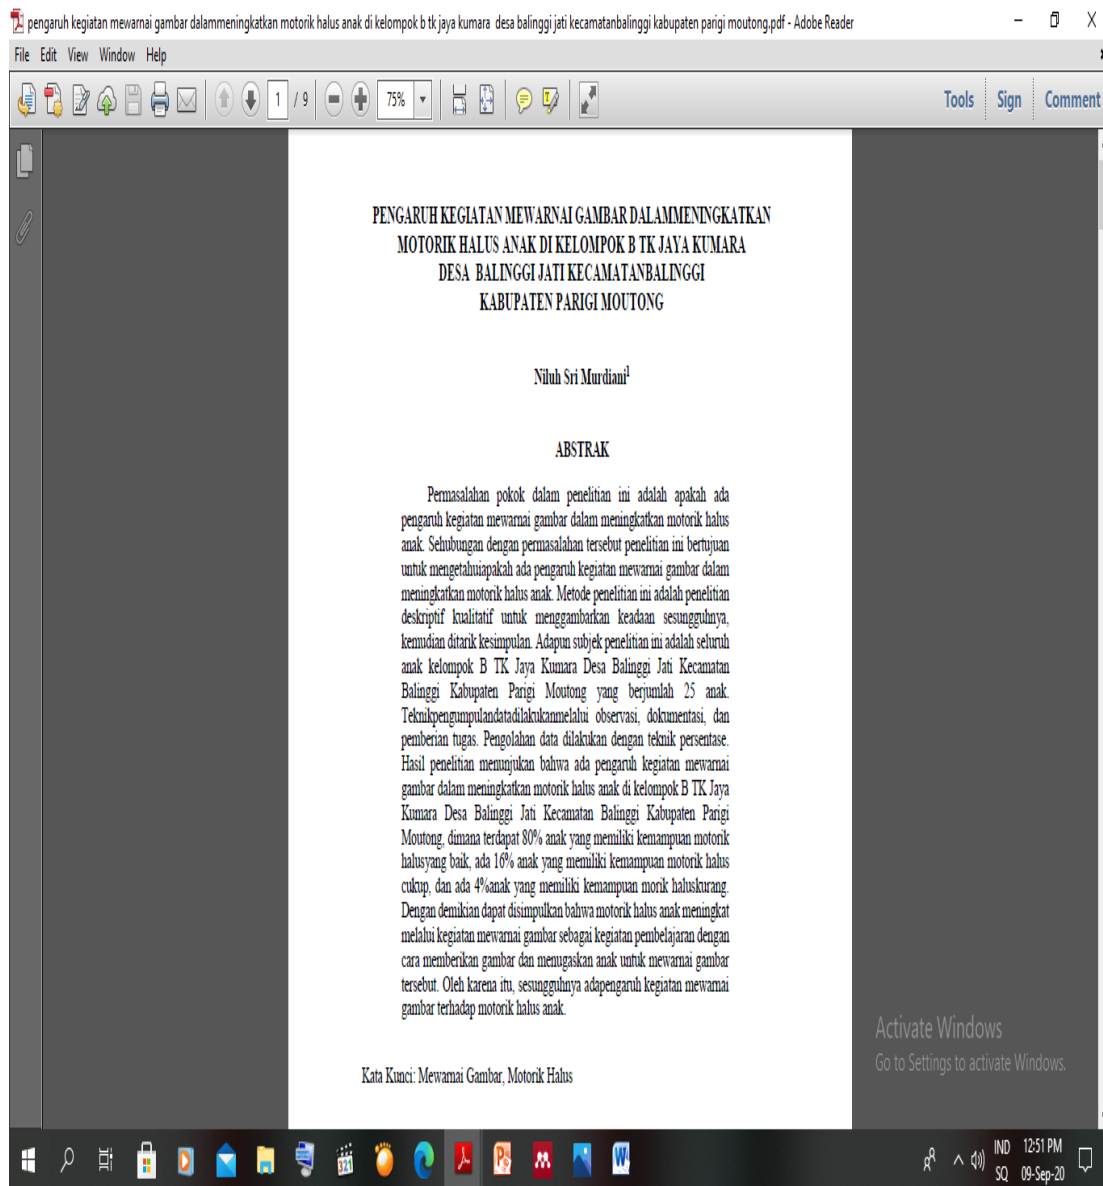 pengaruh kegiatan mewarnai gambar dalammeningkatkan motorik halus anak di kelompok b tk jaya kumara desa balinggi jati kecamatanbalinggi kabupaten parigi moutong.pdf - Adobe Reader
File Edit View Window Help
1 / 9 75% Tools Sign Comment
PENGARUH KEGIATAN MEWARNAI GAMBAR DALAMMENINGKATKAN
MOTORIK HALUS ANAK DI KELOMPOK B TK JAYA KUMARA
DESA BALINGGI JATI KECAMATANBALINGGI
KABUPATEN PARIGI MOUTONG
Niluh Sri Murdiani¹
ABSTRAK
Permasalahan pokok dalam penelitian ini adalah apakah ada
pengaruh kegiatan mewarnai gambar dalam meningkatkan motorik halus
anak. Sehubungan dengan permasalahan tersebut penelitian ini bertujuan
untuk mengetahuiapakah ada pengaruh kegiatan mewarnai gambar dalam
meningkatkan motorik halus anak. Metode penelitian ini adalah penelitian
deskriptif kualitatif untuk menggambarkan keadaan sesungguhnya,
kemudian ditarik kesimpulan. Adapun subjek penelitian ini adalah seluruh
anak kelompok B TK Jaya Kumara Desa Balinggi Jati Kecamatan
Balinggi Kabupaten Parigi Moutong yang berjumlah 25 anak.
Teknikpengumpulandatadilakukanmelalui observasi, dokumentasi, dan
pemberian tugas. Pengolahan data dilakukan dengan teknik persentase.
Hasil penelitian menunjukan bahwa ada pengaruh kegiatan mewarnai
gambar dalam meningkatkan motorik halus anak di kelompok B TK Jaya
Kumara Desa Balinggi Jati Kecamatan Balinggi Kabupaten Parigi
Moutong, dimana terdapat 80% anak yang memiliki kemampuan motorik
halusyang baik, ada 16% anak yang memiliki kemampuan motorik halus
cukup, dan ada 4%anak yang memiliki kemampuan morik haluskurang.
Dengan demikian dapat disimpulkan bahwa motorik halus anak meningkat
melalui kegiatan mewarnai gambar sebagai kegiatan pembelajaran dengan
cara memberikan gambar dan menugaskan anak untuk mewarnai gambar
tersebut. Oleh karena itu, sesungguhnya adapengaruh kegiatan mewarnai
gambar terhadap motorik halus anak.
Kata Kunci: Mewarnai Gambar, Motorik Halus
Activate Windows
Go to Settings to activate Windows.
321
IND 12:51 PM
SQ 09-Sep-20